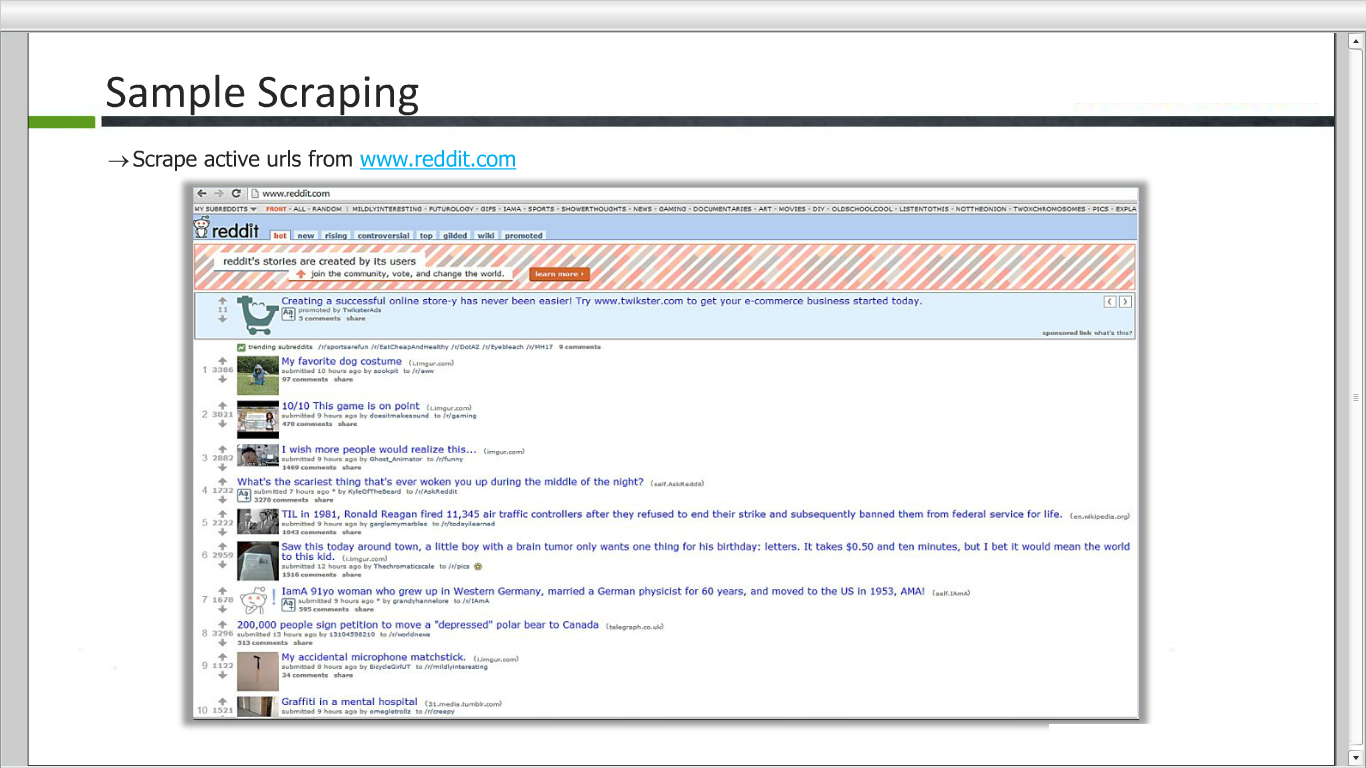 Sample Scraping
→Scrape active urls from www.reddit.com
www.reddit.com
MY SUBREDDITS FRONT - ALL - RANDOM | MILDLYINTERESTING - FUTUROLOGY - GIFS - IAMA - SPORTS - SHOWERTHOUGHTS - NEWS - GAMING - DOCUMENTARIES - ART - MOVIES - DIY - OLDSCHOOLCOOL - LISTENTOTHIS - NOTTHEONION - TWOXCHROMOSOMES - PICS - EXPLA
reddit hot new rising controversial top gilded wiki promoted
reddit's stories are created by its users
join the community, vote, and change the world. learn more ›
Creating a successful online store-y has never been easier! Try www.twikster.com to get your e-commerce business started today.
11 Aa promoted by TwiksterAds
5 comments share
sponsored link what's this?
trending subreddits /r/sportsarefun /r/EatCheapAndHealthy /r/DotA2 /r/Eyebleach /r/MH17 9 comments
My favorite dog costume (i.imgur.com)
1 3386 submitted 10 hours ago by sookpit to /r/aww
97 comments share
10/10 This game is on point (i.imgur.com)
2 3021 submitted 9 hours ago by doesitmakesound to /r/gaming
470 comments share
I wish more people would realize this... (imgur.com)
3 2882 submitted 9 hours ago by Ghost_Animator to /r/funny
1409 comments share
What's the scariest thing that's ever woken you up during the middle of the night? (self.AskReddit)
4 1732 Aa submitted 7 hours ago * by KyleOfTheBeard to /r/AskReddit
3270 comments share
TIL in 1981, Ronald Reagan fired 11,345 air traffic controllers after they refused to end their strike and subsequently banned them from federal service for life. (en.wikipedia.org)
5 2222 submitted 9 hours ago by garglemymarbles to /r/todayilearned
1043 comments share
Saw this today around town, a little boy with a brain tumor only wants one thing for his birthday: letters. It takes $0.50 and ten minutes, but I bet it would mean the world
6 2959 to this kid. (i.imgur.com)
submitted 12 hours ago by Thechromaticscale to /r/pics
1516 comments share
IamA 91yo woman who grew up in Western Germany, married a German physicist for 60 years, and moved to the US in 1953, AMA! (self.IAmA)
7 1678 Aa submitted 9 hours ago * by grandyhannelore to /r/IAmA
595 comments share
200,000 people sign petition to move a "depressed" polar bear to Canada (telegraph.co.uk)
8 3296 submitted 13 hours ago by 13104598210 to /r/worldnews
513 comments share
My accidental microphone matchstick. (i.imgur.com)
9 1122 submitted 8 hours ago by BicycleGirlUT to /r/mildlyinteresting
34 comments share
Graffiti in a mental hospital (31.media.tumblr.com)
10 1521 submitted 9 hours ago by omegletrollz to /r/creepy